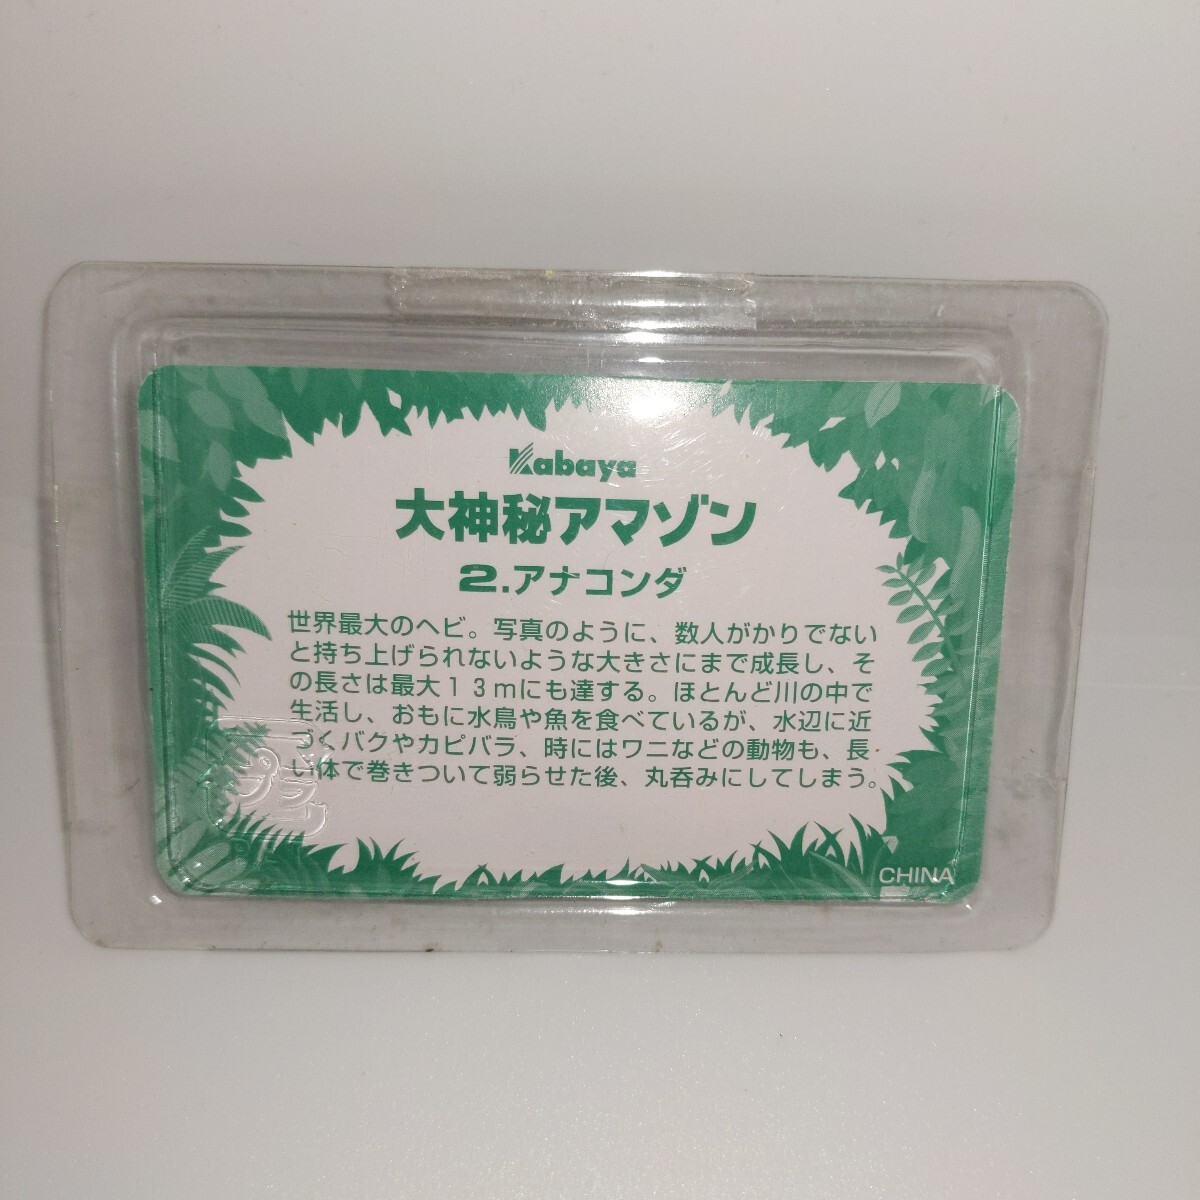 Kabaya
大神秘アマゾン
2.アナコンダ
世界最大のヘビ。写真のように、数人がかりでない
と持ち上げられないような大きさにまで成長し、そ
の長さは最大13mにも達する。ほとんど川の中で
生活し、おもに水鳥や魚を食べているが、水辺に近
づくバクやカピバラ、時にはワニなどの動物も、長
い体で巻きついて弱らせた後、丸呑みにしてしまう。
プラ
CHINA